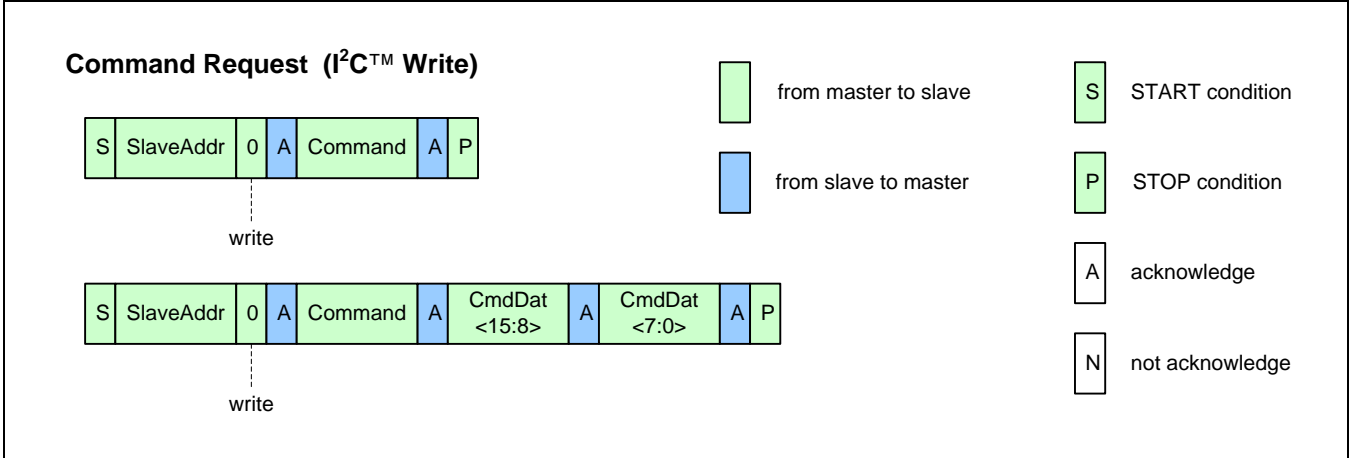 Command Request (I²C™ Write)
from master to slave
S START condition
S SlaveAddr 0 A Command A P
from slave to master
P STOP condition
write
A acknowledge
S SlaveAddr 0 A Command A CmdDat <15:8> A CmdDat <7:0> A P
N not acknowledge
write